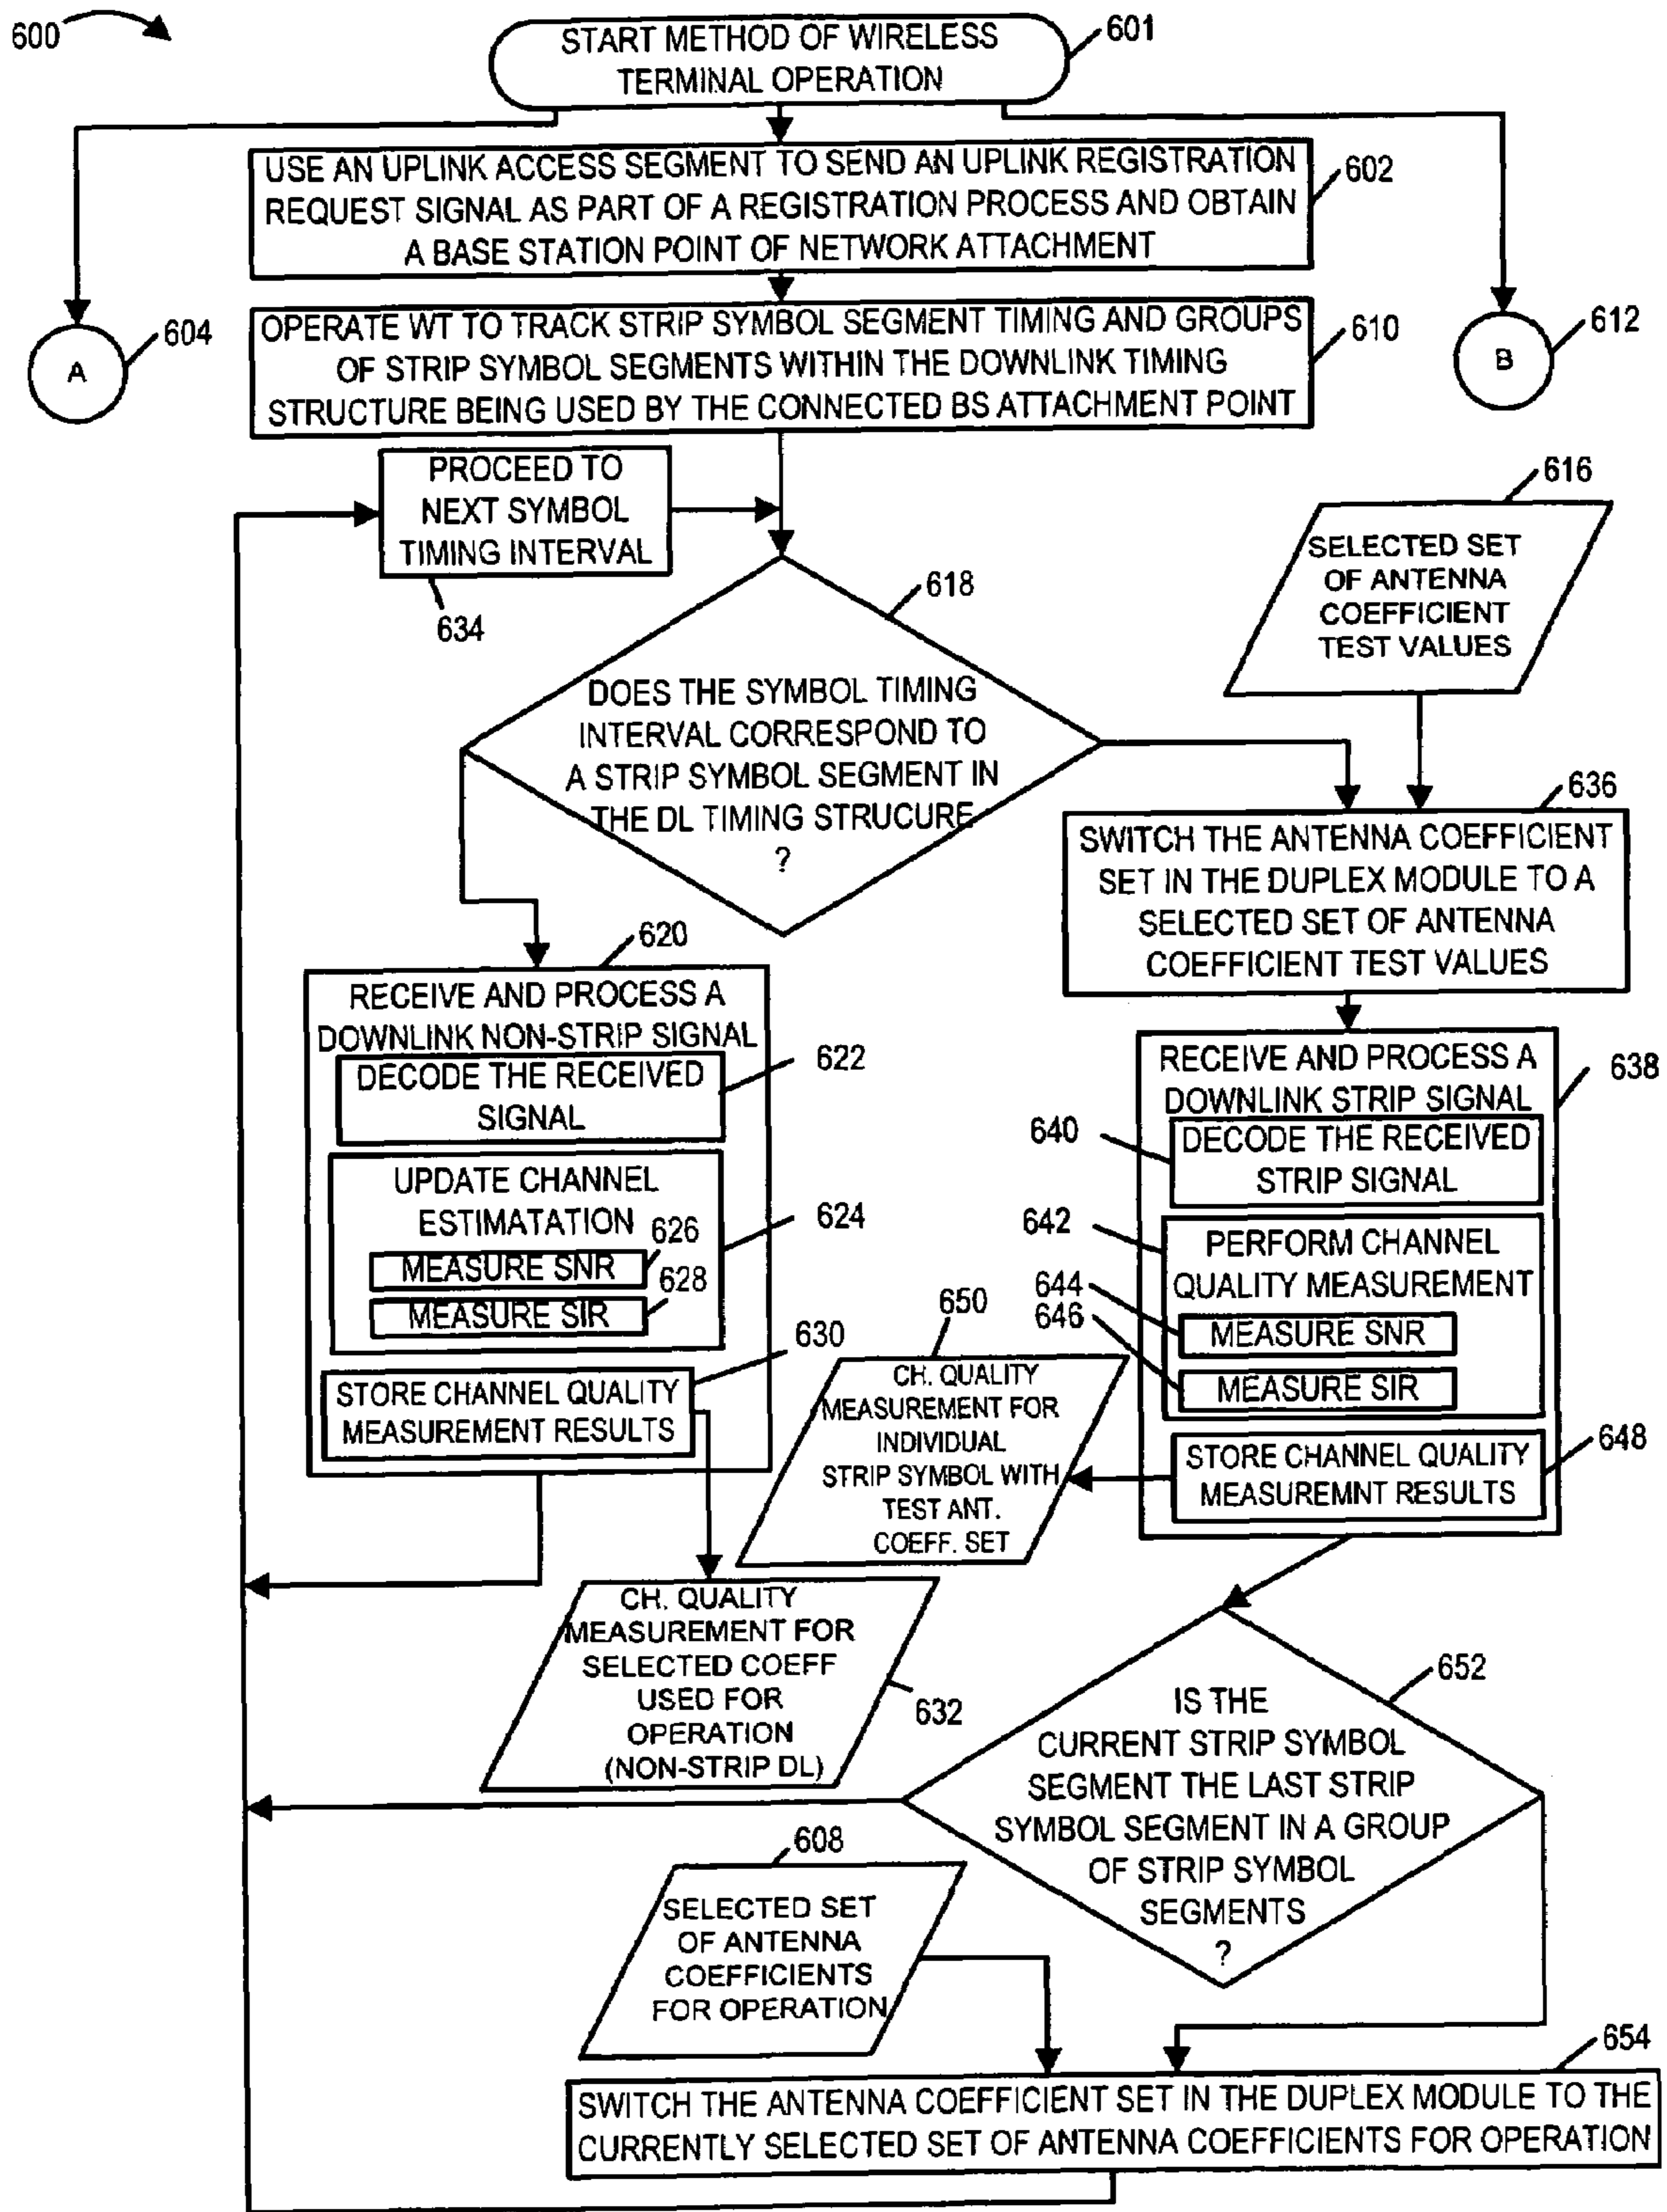 600
START METHOD OF WIRELESS
TERMINAL OPERATION
601
USE AN UPLINK ACCESS SEGMENT TO SEND AN UPLINK REGISTRATION
REQUEST SIGNAL AS PART OF A REGISTRATION PROCESS AND OBTAIN
A BASE STATION POINT OF NETWORK ATTACHMENT
602
A
604
OPERATE WT TO TRACK STRIP SYMBOL SEGMENT TIMING AND GROUPS
OF STRIP SYMBOL SEGMENTS WITHIN THE DOWNLINK TIMING
STRUCTURE BEING USED BY THE CONNECTED BS ATTACHMENT POINT
610
B
612
PROCEED TO
NEXT SYMBOL
TIMING INTERVAL
634
616
SELECTED SET
OF ANTENNA
COEFFICIENT
TEST VALUES
618
DOES THE SYMBOL TIMING
INTERVAL CORRESPOND TO
A STRIP SYMBOL SEGMENT IN
THE DL TIMING STRUCURE
?
636
SWITCH THE ANTENNA COEFFICIENT
SET IN THE DUPLEX MODULE TO A
SELECTED SET OF ANTENNA
COEFFICIENT TEST VALUES
620
RECEIVE AND PROCESS A
DOWNLINK NON-STRIP SIGNAL
DECODE THE RECEIVED
SIGNAL
622
UPDATE CHANNEL
ESTIMATATION
624
626
MEASURE SNR
628
MEASURE SIR
630
STORE CHANNEL QUALITY
MEASUREMENT RESULTS
RECEIVE AND PROCESS A
DOWNLINK STRIP SIGNAL
638
640
DECODE THE RECEIVED
STRIP SIGNAL
642
PERFORM CHANNEL
QUALITY MEASUREMENT
644
646
MEASURE SNR
MEASURE SIR
STORE CHANNEL QUALITY
MEASUREMNT RESULTS
648
650
CH. QUALITY
MEASUREMENT FOR
INDIVIDUAL
STRIP SYMBOL WITH
TEST ANT.
COEFF. SET
CH. QUALITY
MEASUREMENT FOR
SELECTED COEFF
USED FOR
OPERATION
(NON-STRIP DL)
632
652
IS THE
CURRENT STRIP SYMBOL
SEGMENT THE LAST STRIP
SYMBOL SEGMENT IN A GROUP
OF STRIP SYMBOL
SEGMENTS
?
608
SELECTED SET
OF ANTENNA
COEFFICIENTS
FOR OPERATION
654
SWITCH THE ANTENNA COEFFICIENT SET IN THE DUPLEX MODULE TO THE
CURRENTLY SELECTED SET OF ANTENNA COEFFICIENTS FOR OPERATION